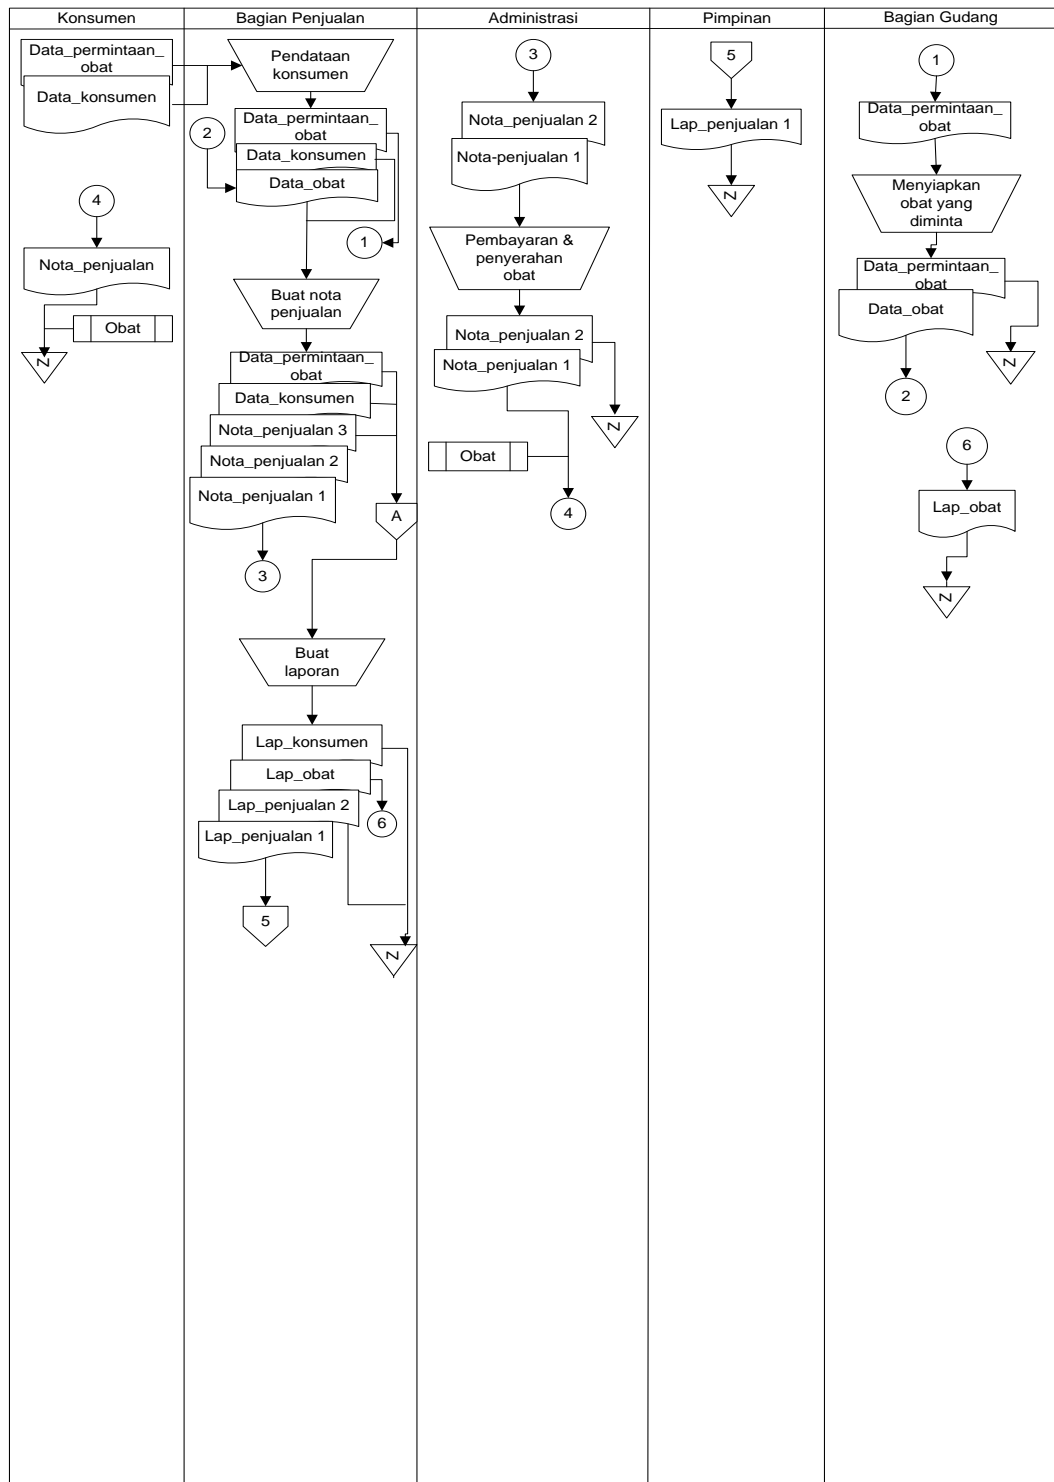 Konsumen
Bagian Penjualan
Administrasi
Pimpinan
Bagian Gudang
Data_permintaan_
obat
Data_konsumen
4
Nota_penjualan
Obat
Z
Pendataan
konsumen
Data_permintaan_
obat
2
Data_konsumen
Data_obat
1
Buat nota
penjualan
Data_permintaan_
obat
Data_konsumen
Nota_penjualan 3
Nota_penjualan 2
Nota_penjualan 1
A
3
Buat
laporan
Lap_konsumen
Lap_obat
Lap_penjualan 2
6
Lap_penjualan 1
5
Z
3
Nota_penjualan 2
Nota-penjualan 1
Pembayaran &
penyerahan
obat
Nota_penjualan 2
Nota_penjualan 1
Z
Obat
4
5
Lap_penjualan 1
Z
1
Data_permintaan_
obat
Menyiapkan
obat yang
diminta
Data_permintaan_
obat
Data_obat
Z
2
6
Lap_obat
Z